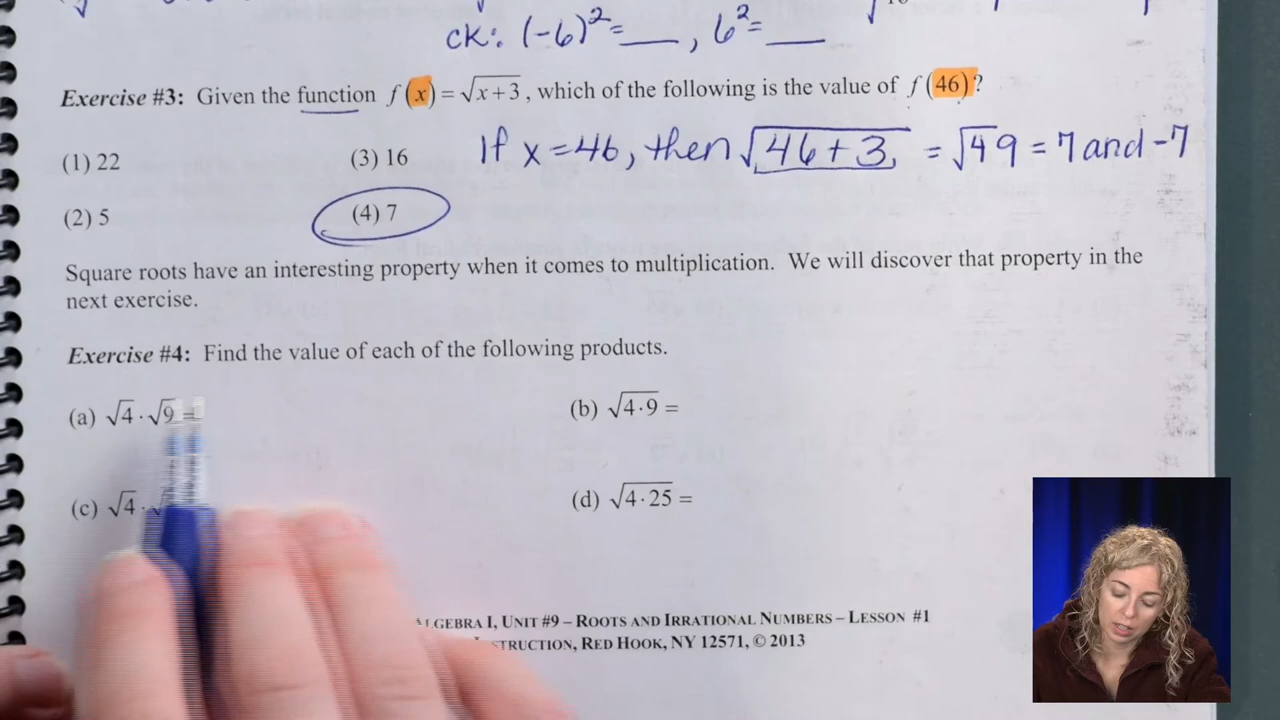 ck: (-6)²=__ , 6²= __
Exercise #3: Given the function f(x) = √x+3, which of the following is the value of f(46)?
If x=46, then √46+3 = √49 = 7 and -7
(1) 22 (3) 16
(2) 5 (4) 7
Square roots have an interesting property when it comes to multiplication. We will discover that property in the
next exercise.
Exercise #4: Find the value of each of the following products.
(a) √4·√9 = (b) √4·9 =
(c) √4·√ (d) √4·25 =
LGEBRA I, UNIT #9 – ROOTS AND IRRATIONAL NUMBERS – LESSON #1
STRUCTION, RED HOOK, NY 12571, © 2013